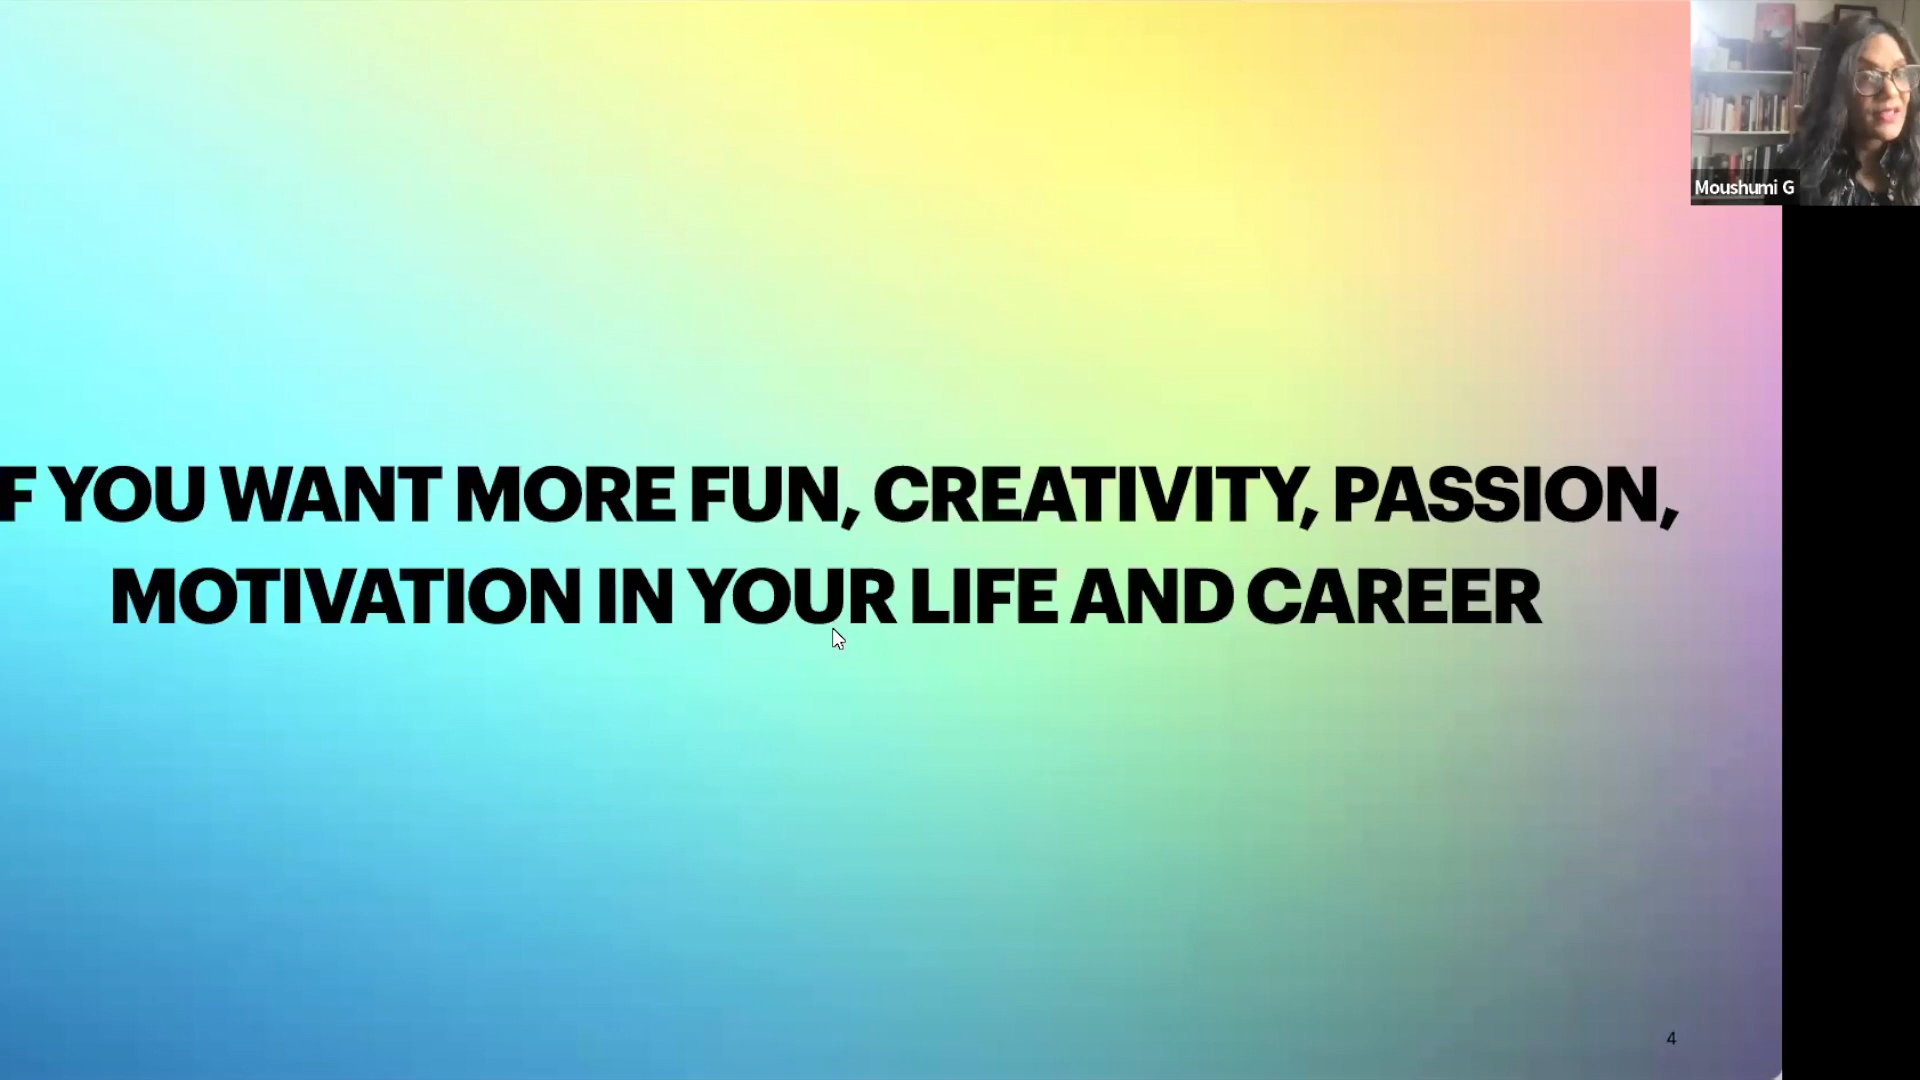 F YOU WANT MORE FUN, CREATIVITY, PASSION,
MOTIVATION IN YOUR LIFE AND CAREER
Moushumi G
4